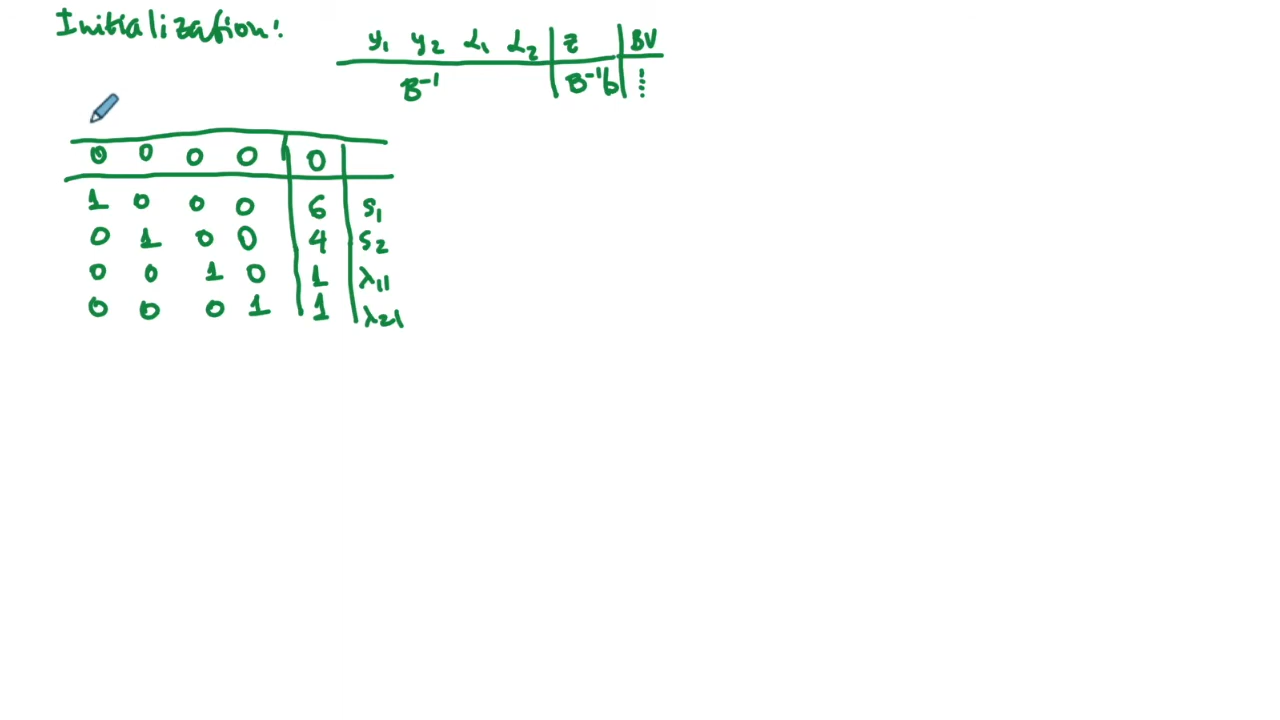 Initialization:
y₁ y₂ α₁ α₂ z BV
B⁻¹ B⁻¹b ⋮
0 0 0 0 0
1 0 0 0 6 s₁
0 1 0 0 4 s₂
0 0 1 0 1 λ₁₁
0 0 0 1 1 λ₂₁